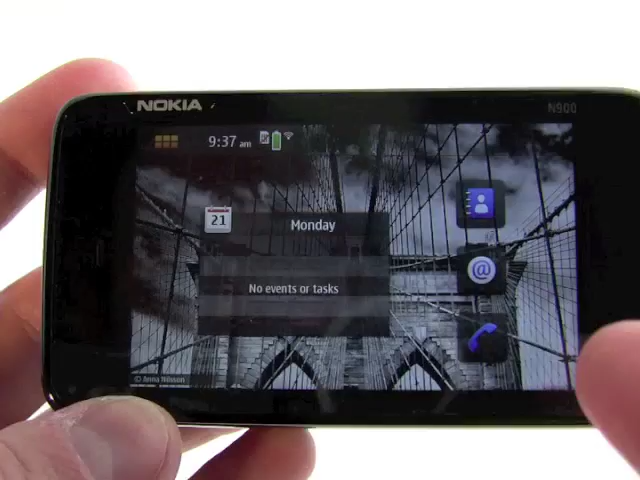 NOKIA
N900
9:37 am
21
Monday
No events or tasks
@
© Anna Nilsson